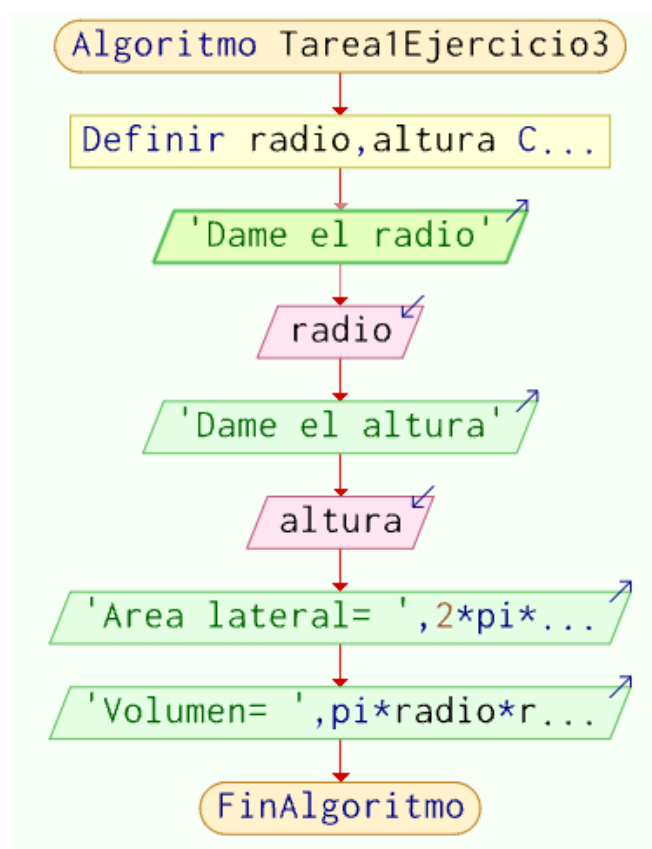 Algoritmo Tarea1Ejercicio3
Definir radio,altura C...
'Dame el radio'
radio
'Dame el altura'
altura
'Area lateral= ',2*pi*...
'Volumen= ',pi*radio*r...
FinAlgoritmo